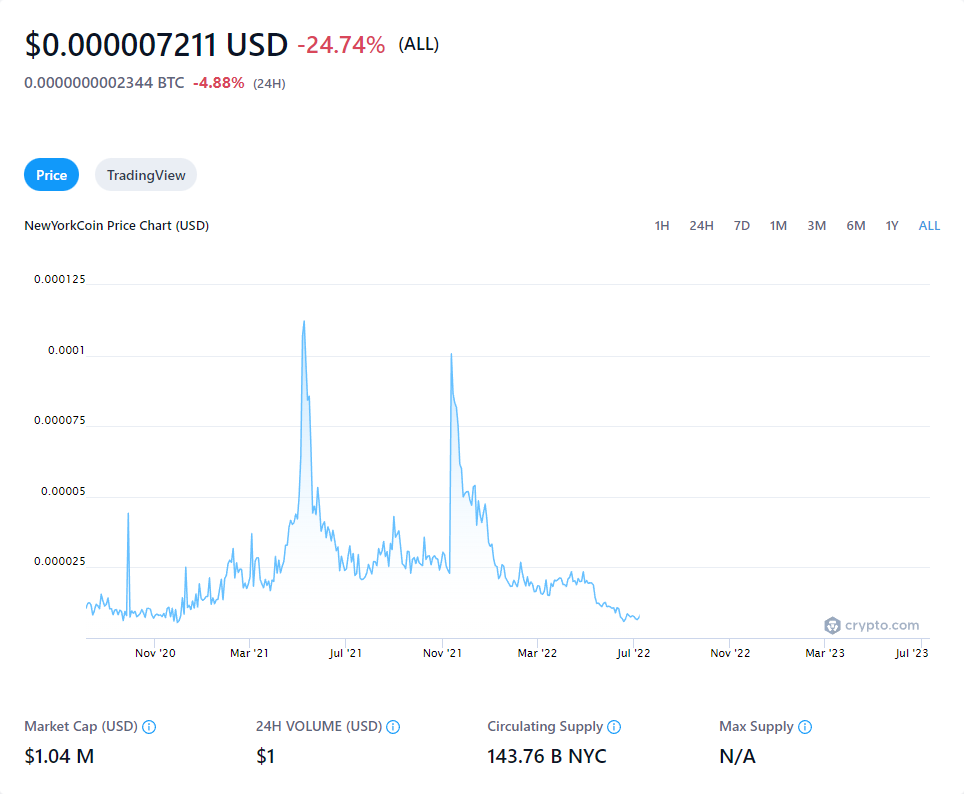 $0.000007211 USD -24.74% (ALL)
0.0000000002344 BTC -4.88% (24H)
Price TradingView
NewYorkCoin Price Chart (USD) 1H 24H 7D 1M 3M 6M 1Y ALL
0.000125
0.0001
0.000075
0.00005
0.000025
crypto.com
Nov '20 Mar '21 Jul '21 Nov '21 Mar '22 Jul '22 Nov '22 Mar '23 Jul '23
Market Cap (USD) 24H VOLUME (USD) Circulating Supply Max Supply
$1.04 M $1 143.76 B NYC N/A